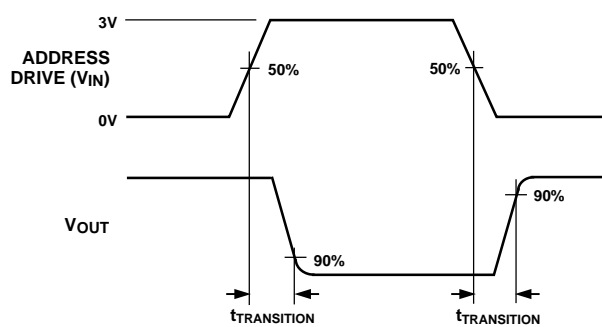 3V
ADDRESS
DRIVE (VIN)
50%
50%
0V
VOUT
90%
90%
tTRANSITION
tTRANSITION